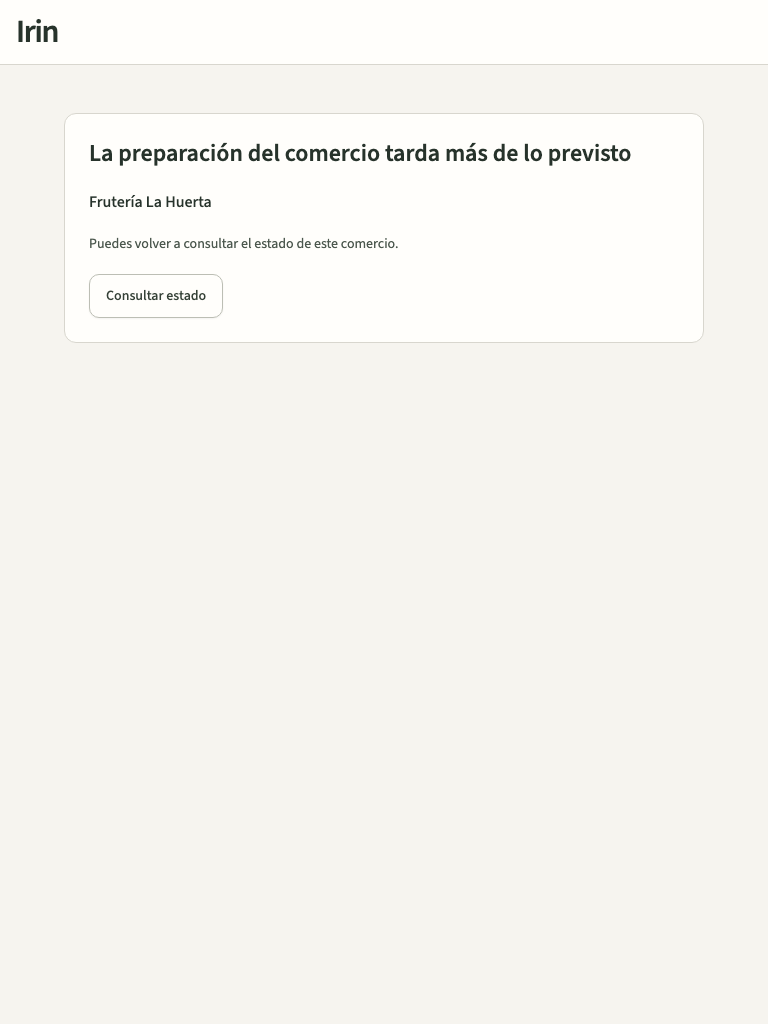 Irin
La preparación del comercio tarda más de lo previsto
Frutería La Huerta
Puedes volver a consultar el estado de este comercio.
Consultar estado